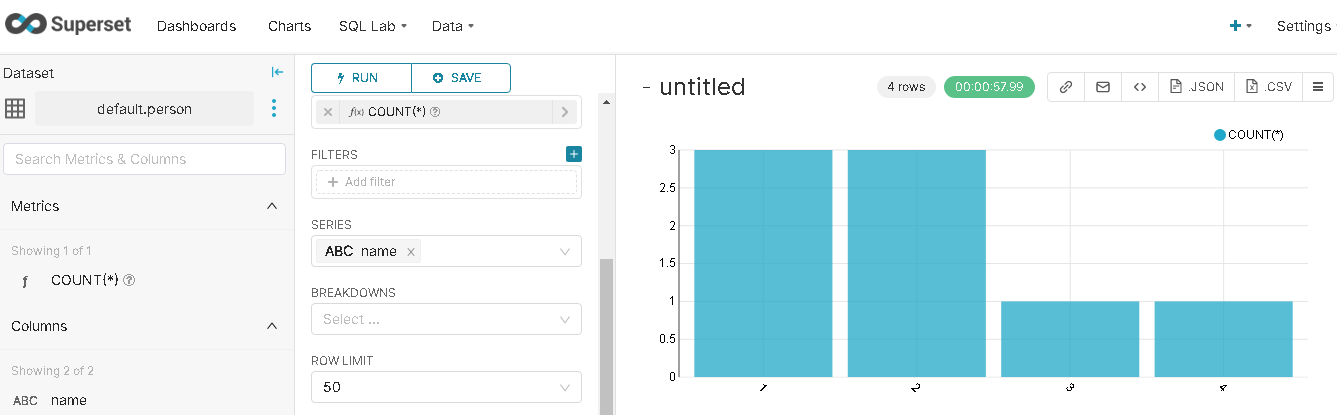 Superset Dashboards Charts SQL Lab Data + Settings
Dataset
default.person
Search Metrics & Columns
Metrics
Showing 1 of 1
f COUNT(*) ?
Columns
Showing 2 of 2
ABC name
RUN SAVE
× f(x) COUNT(*) ?
FILTERS +
+ Add filter
SERIES
ABC name ×
BREAKDOWNS
Select ...
ROW LIMIT
50
- untitled 4 rows 00:00:57.99 .JSON .CSV
COUNT(*)
3
2.5
2
1.5
1
0.5
0
1 2 3 4